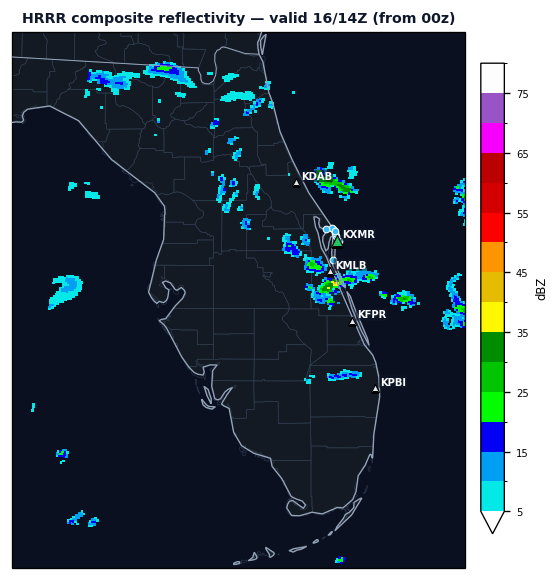 HRRR composite reflectivity — valid 16/14Z (from 00z)
KDAB
KXMR
KMLB
KFPR
KPBI
75
65
55
45
35
25
15
5
dBZ